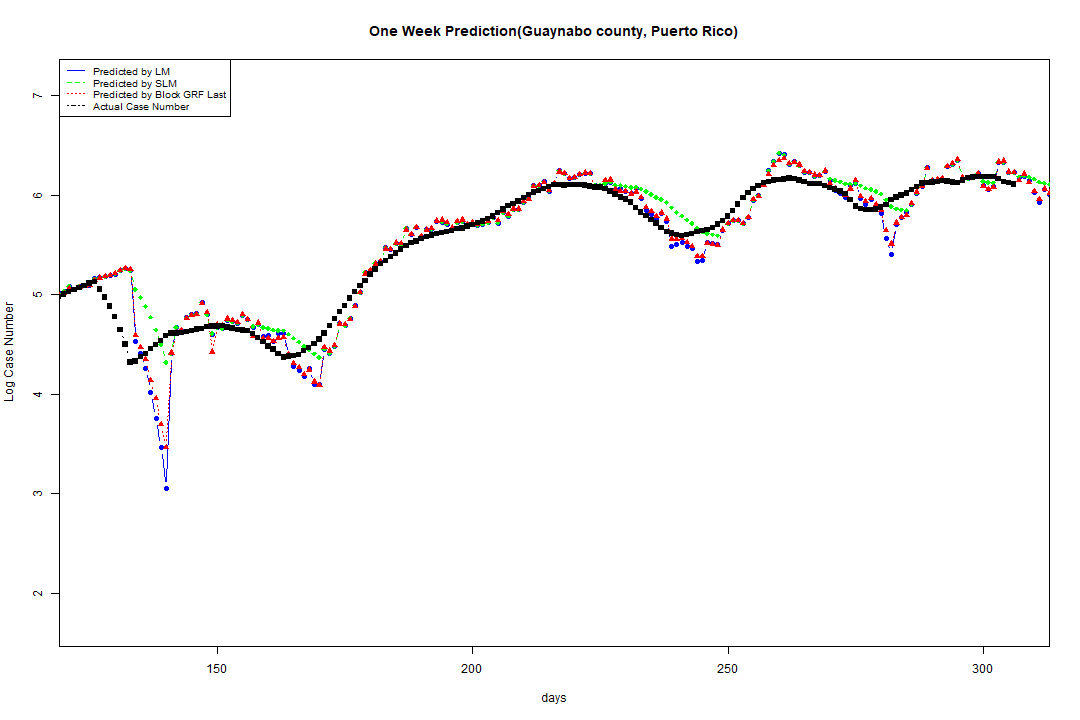 One Week Prediction(Guaynabo county, Puerto Rico)
Predicted by LM
Predicted by SLM
Predicted by Block GRF Last
Actual Case Number
Log Case Number
7
6
5
4
3
2
150
200
250
300
days